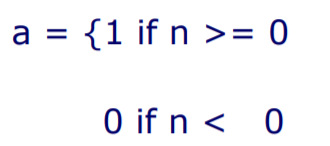 a = {1 if n >= 0
0 if n < 0